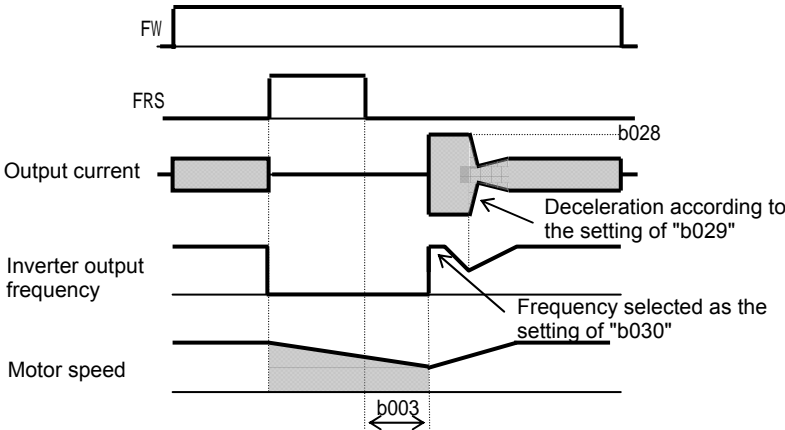 FW
FRS
b028
Output current
Deceleration according to
the setting of "b029"
Inverter output
frequency
Frequency selected as the
setting of "b030"
Motor speed
b003